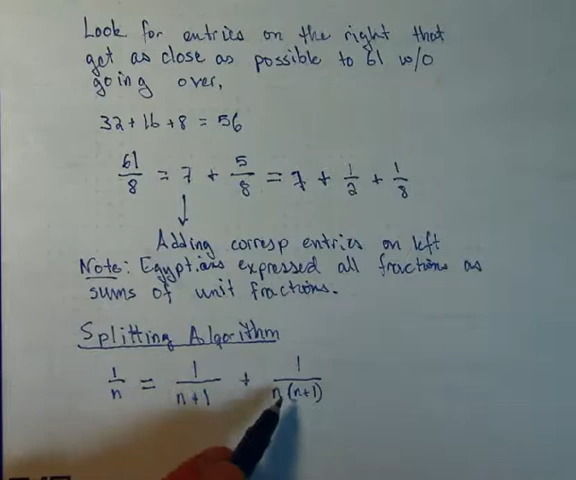 Look for entries on the right that
get as close as possible to 61 w/o
going over.
32 + 16 + 8 = 56
61/8 = 7 + 5/8 = 7 + 1/2 + 1/8
Adding corresp entries on left
Note: Egyptians expressed all fractions as
sums of unit fractions.
Splitting Algorithm
1/n = 1/(n+1) + 1/(n(n+1))